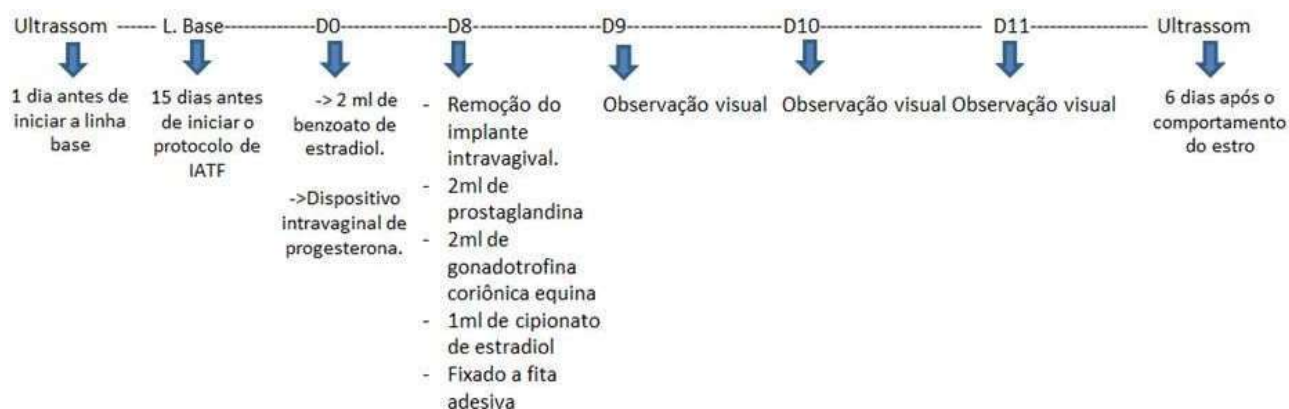 Ultrassom ----- L. Base----------- D0 --------------- D8 ---------------D9 -------------------D10 --------------------D11-------------------- Ultrassom
1 dia antes de
iniciar a linha
base
15 dias antes
de iniciar o
protocolo de
IATF
-> 2 ml de
benzoato de
estradiol.
->Dispositivo
intravaginal de
progesterona.
- Remoção do
implante
intravagival.
- 2ml de
prostaglandina
- 2ml de
gonadotrofina
coriônica equina
- 1ml de cipionato
de estradiol
- Fixado a fita
adesiva
Observação visual
Observação visual
Observação visual
6 dias após o
comportamento
do estro